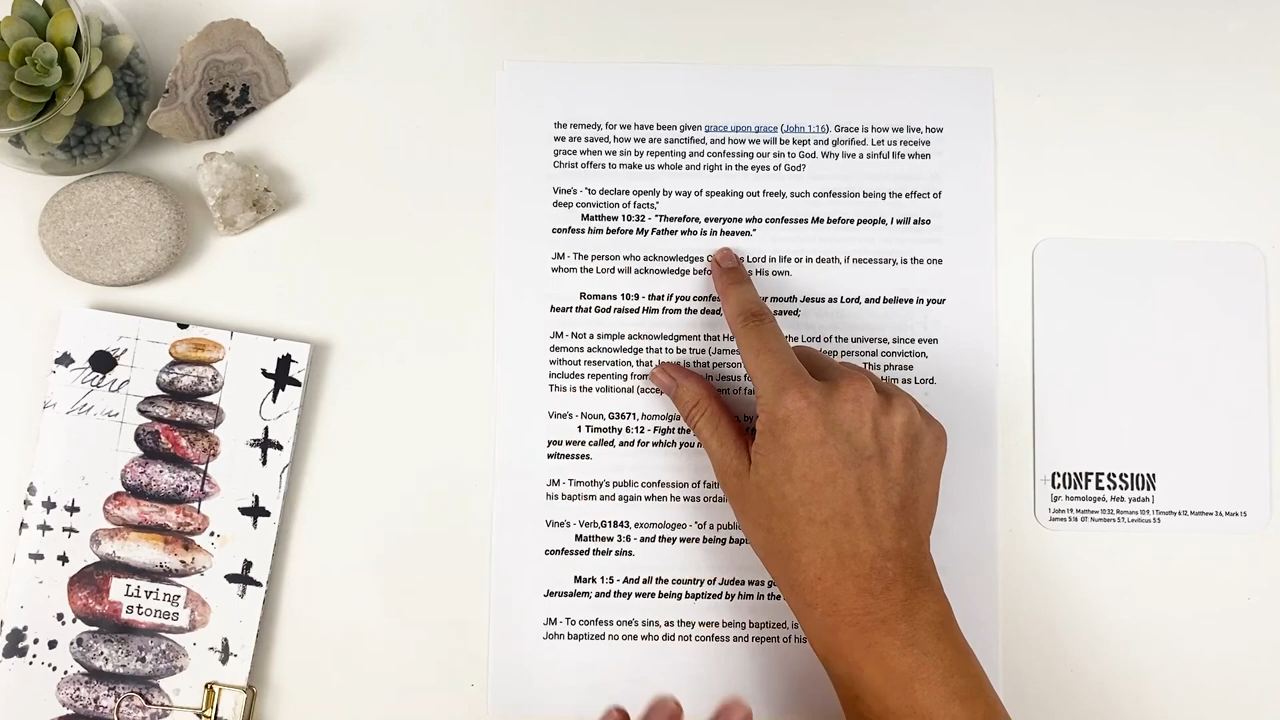 the remedy, for we have been given grace upon grace (John 1:16). Grace is how we live, how
we are saved, how we are sanctified, and how we will be kept and glorified. Let us receive
grace when we sin by repenting and confessing our sin to God. Why live a sinful life when
Christ offers to make us whole and right in the eyes of God?
Vine's - "to declare openly by way of speaking out freely, such confession being the effect of
deep conviction of facts,"
Matthew 10:32 - "Therefore, everyone who confesses Me before people, I will also
confess him before My Father who is in heaven."
JM - The person who acknowledges as Lord in life or in death, if necessary, is the one
whom the Lord will acknowledge as His own.
Romans 10:9 - that if you mouth Jesus as Lord, and believe in your
heart that God raised Him from the dead, saved;
JM - Not a simple acknowledgment that He the Lord of the universe, since even
demons acknowledge that to be true (James deep personal conviction,
without reservation, that Jesus is that person This phrase
includes repenting from in Jesus Him as Lord.
This is the volitional
Vine's - Noun, G3671, homolgia by
1 Timothy 6:12 - Fight the
you were called, and for which you
witnesses.
JM - Timothy's public confession of
his baptism and again when he was
Vine's - Verb,G1843, exomologeo - "of a public
Matthew 3:6 - and they were being
confessed their sins.
Mark 1:5 - And all the country of Judea was
Jerusalem; and they were being baptized by him in the
JM - To confess one's sins, as they were being baptized, is
John baptized no one who did not confess and repent of his
Living
stones
CONFESSION
[gr. homologeó, Heb. yadah ]
1 John 1:9, Matthew 10:32, Romans 10:9, 1 Timothy 6:12, Matthew 3:6, Mark 1:5
James 5:16 OT: Numbers 5:7, Leviticus 5:5